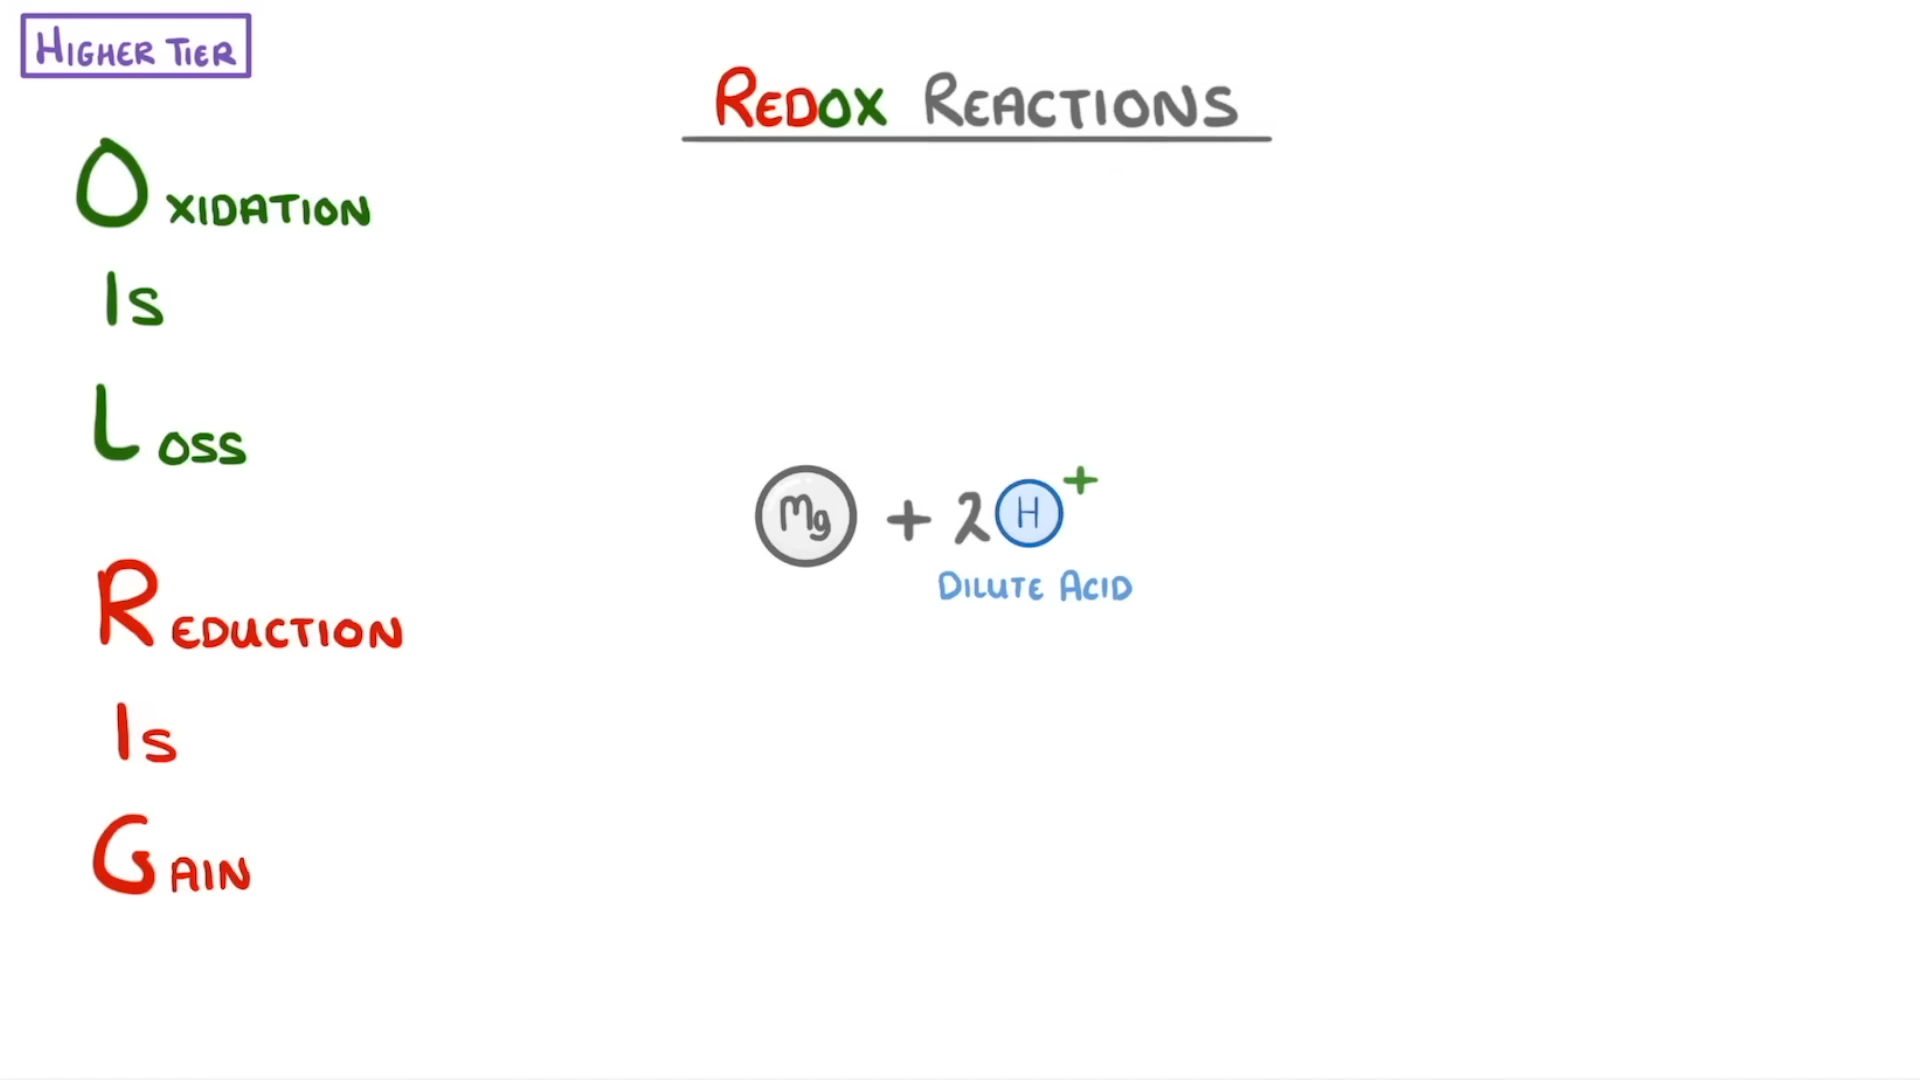 HIGHER TIER
REDOX REACTIONS
OXIDATION
IS
LOSS
Mg + 2H+
DILUTE ACID
REDUCTION
IS
GAIN